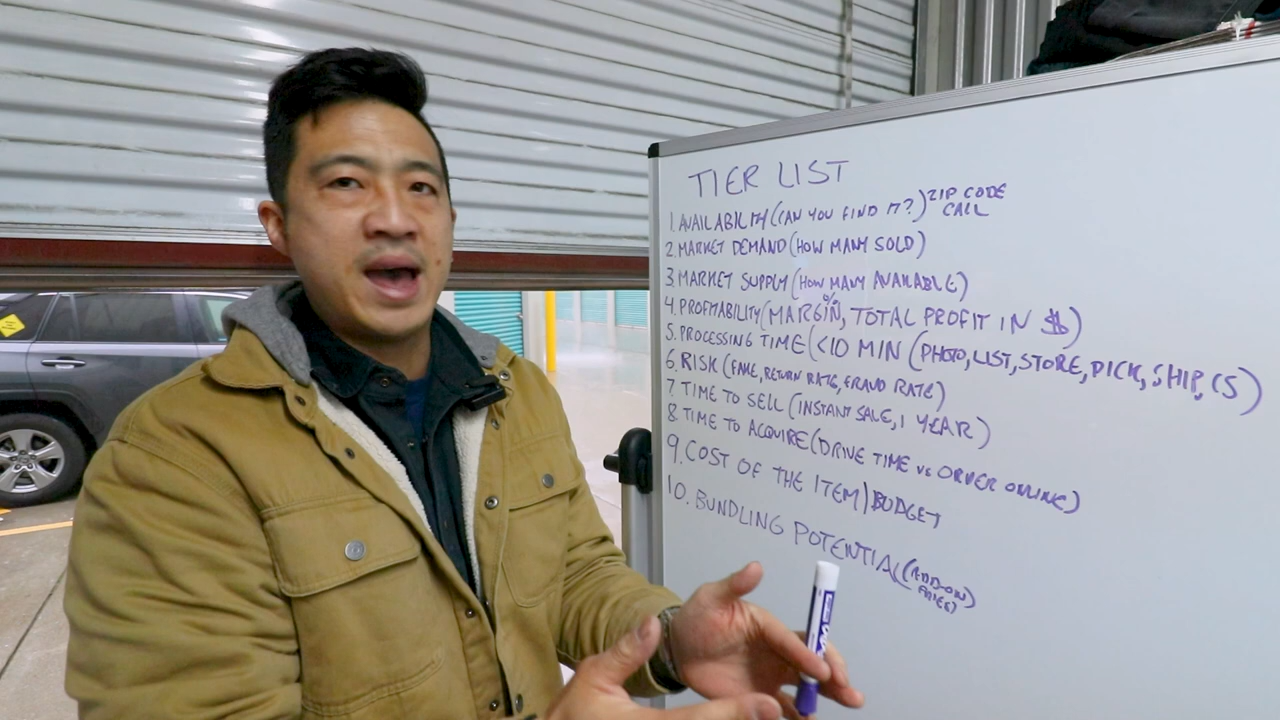 TIER LIST
1. AVAILABILITY (CAN YOU FIND IT?) ZIP CODE CALL
2. MARKET DEMAND (HOW MANY SOLD)
3. MARKET SUPPLY (HOW MANY AVAILABLE)
4. PROFITABILITY (MARGIN %, TOTAL PROFIT IN $)
5. PROCESSING TIME (<10 MIN (PHOTO, LIST, STORE, PICK, SHIP, CS)
6. RISK (FAKE, RETURN RATE, FRAUD RATE)
7. TIME TO SELL (INSTANT SALE, 1 YEAR)
8. TIME TO ACQUIRE (DRIVE TIME vs ORDER ONLINE)
9. COST OF THE ITEM / BUDGET
10. BUNDLING POTENTIAL (ADD-ON)